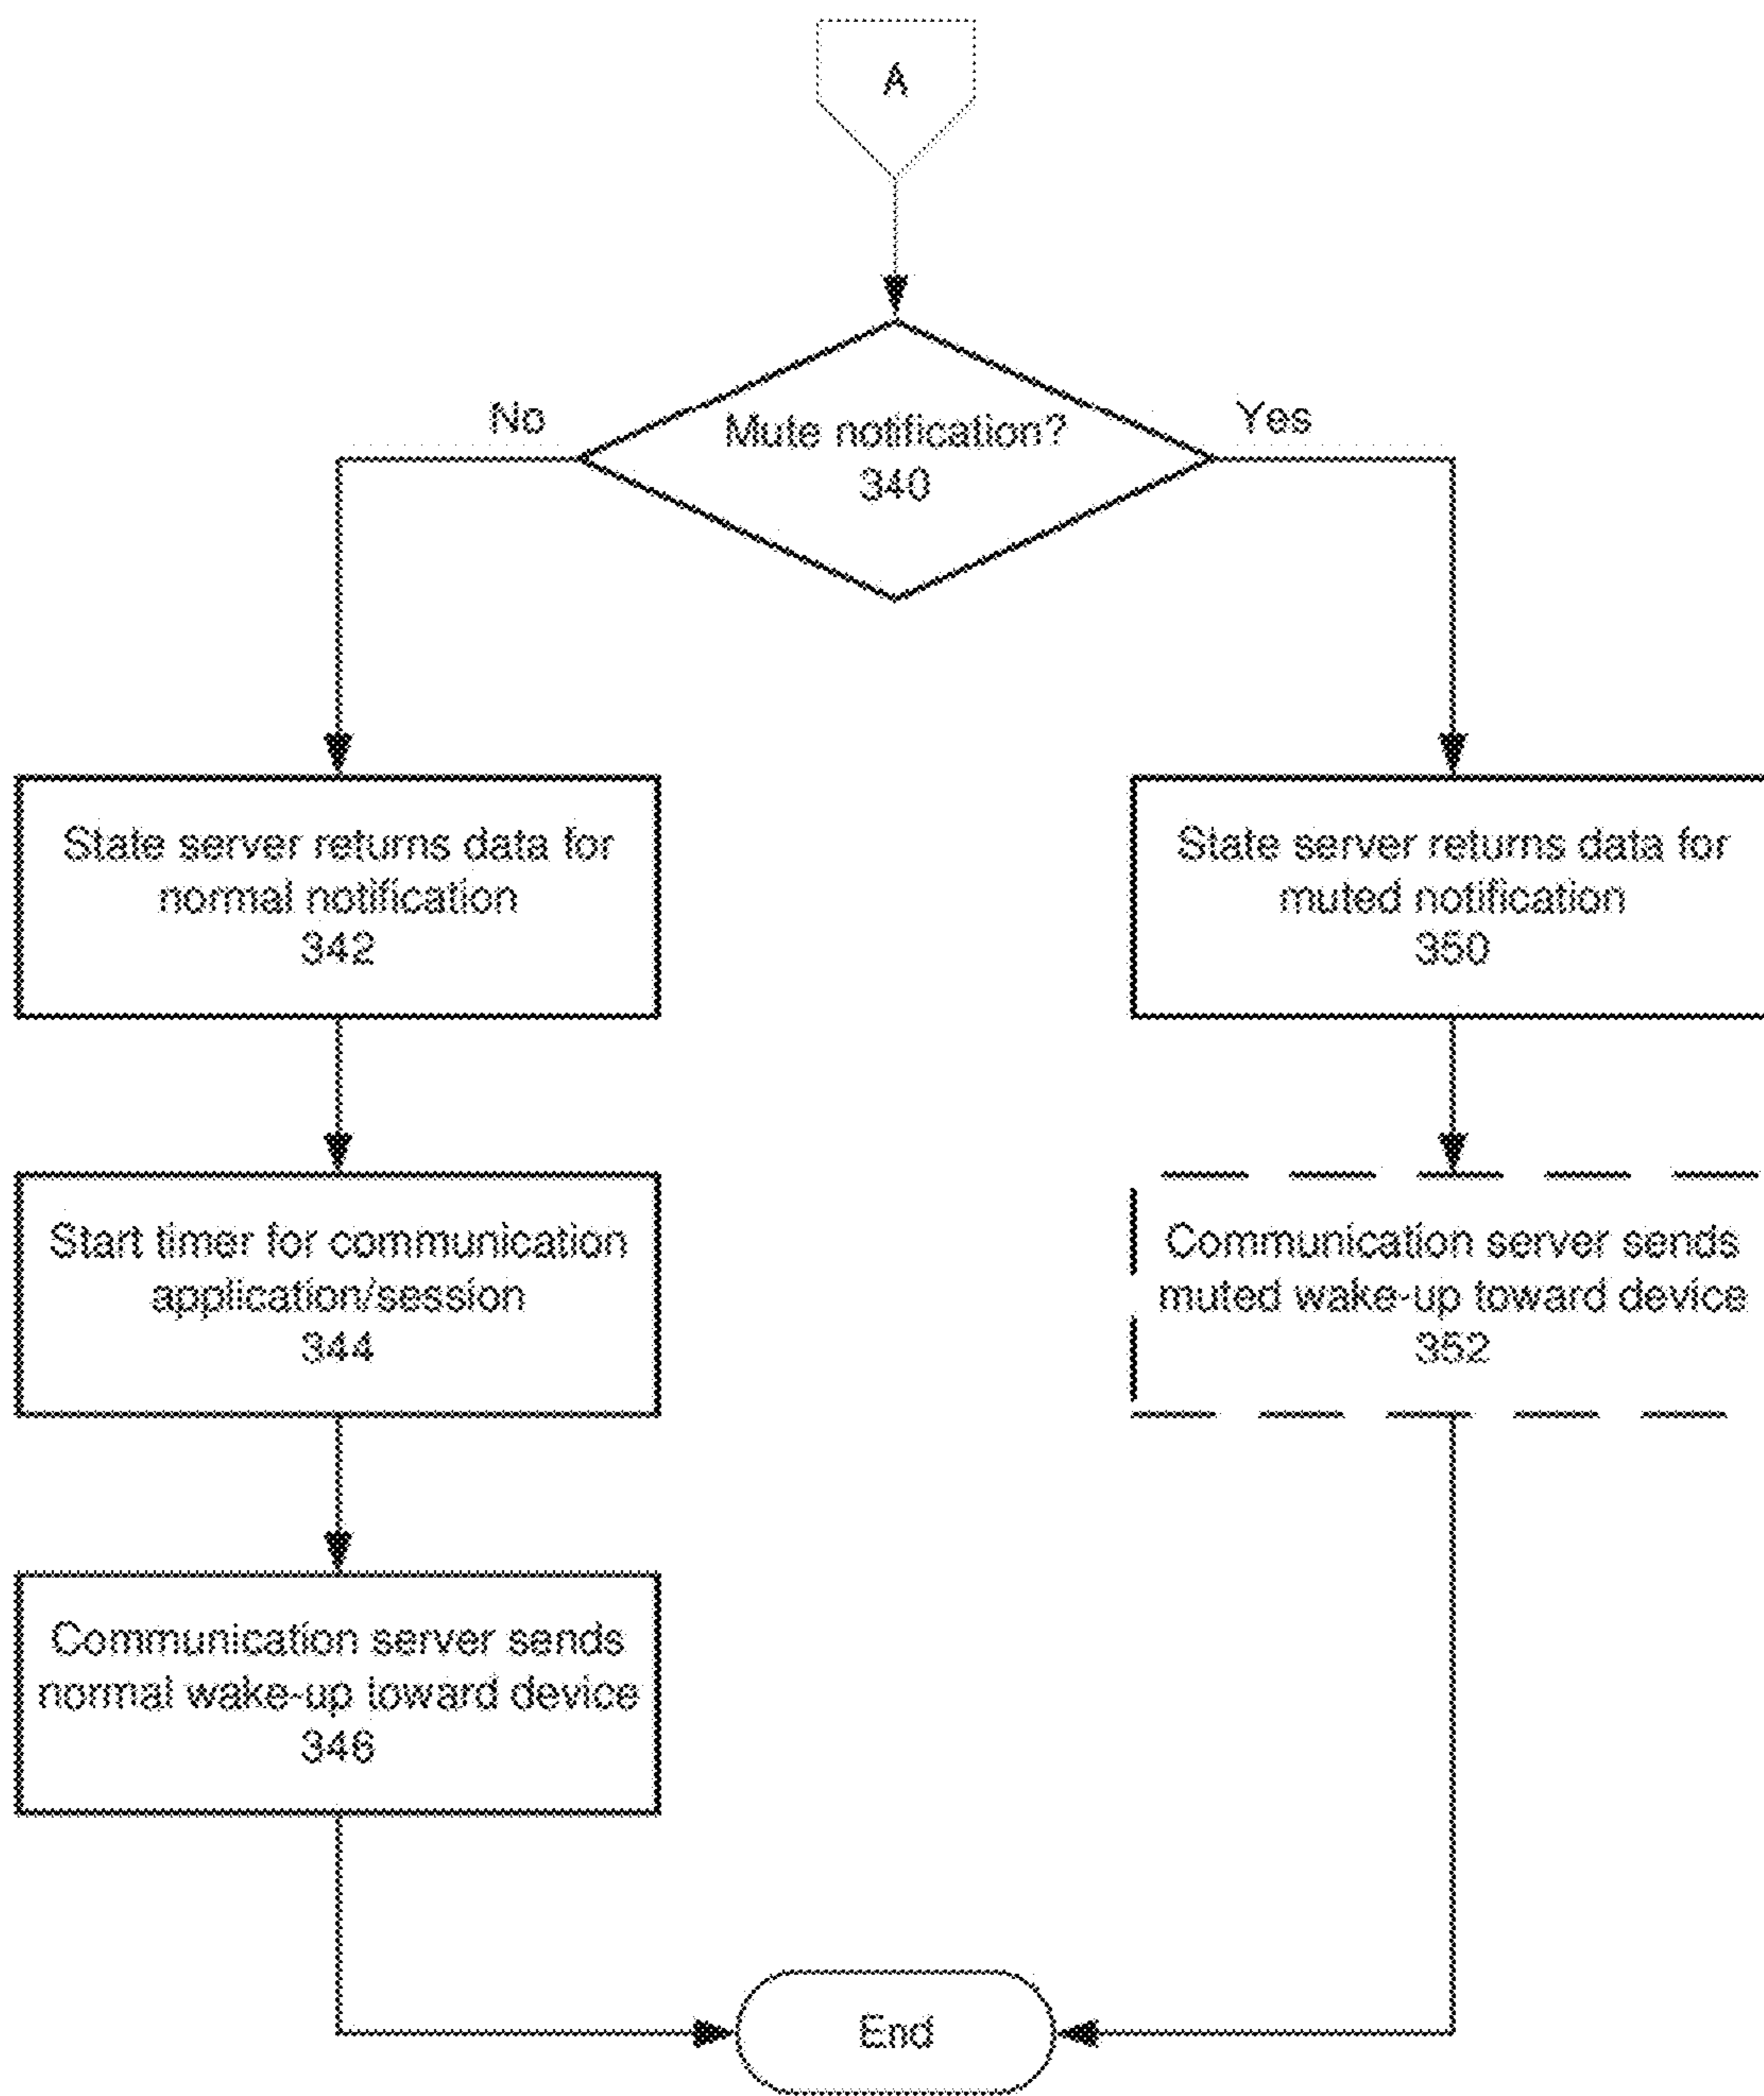 A
No
Yes
Mute notification?
340
State server returns data for
normal notification
342
State server returns data for
muted notification
350
Start timer for communication
application/session
344
Communication server sends
muted wake-up toward device
352
Communication server sends
normal wake-up toward device
346
End